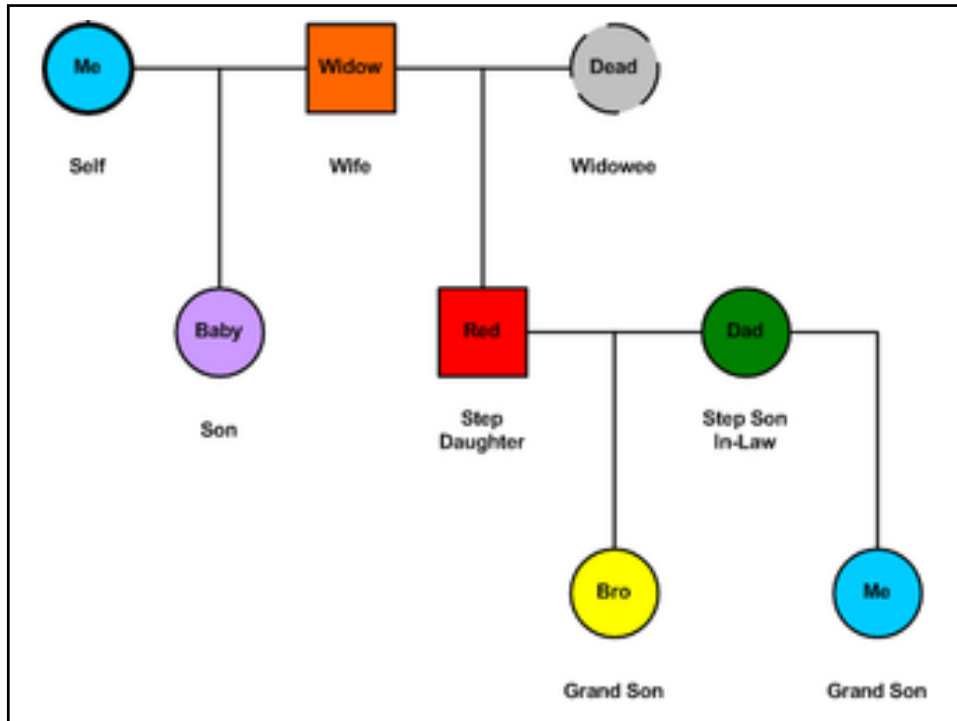 Me
Widow
Dead
Self
Wife
Widowee
Baby
Red
Dad
Son
Step
Daughter
Step Son
In-Law
Bro
Me
Grand Son
Grand Son